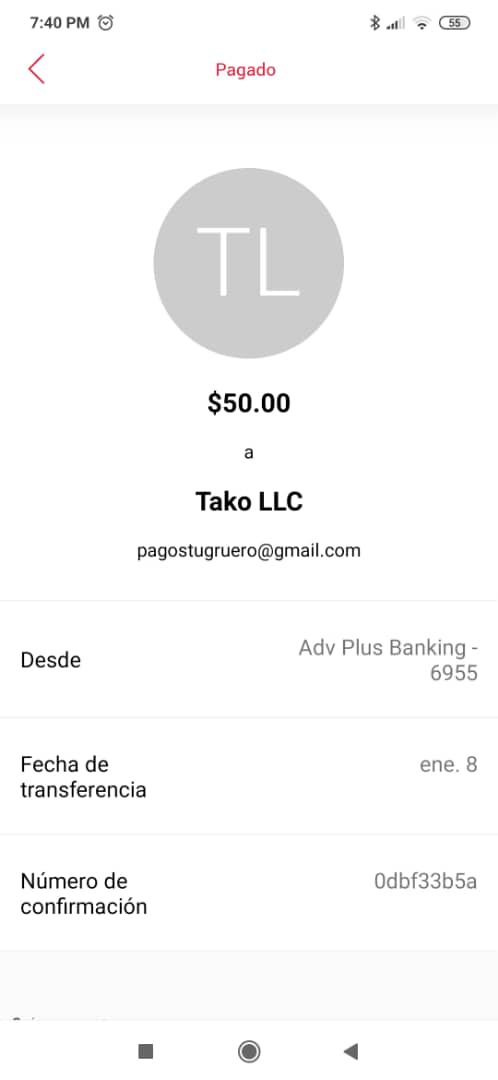 7:40 PM
55
Pagado
TL
$50.00
a
Tako LLC
pagostugruero@gmail.com
Desde
Adv Plus Banking -
6955
Fecha de
transferencia
ene. 8
Número de
confirmación
0dbf33b5a